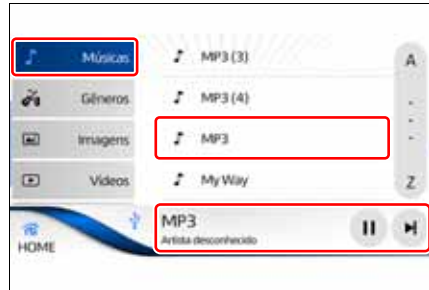 Músicas
MP3 (3)
A
Gêneros
MP3 (4)
Imagens
MP3
Vídeos
My Way
Z
MP3
Artista desconhecido
HOME